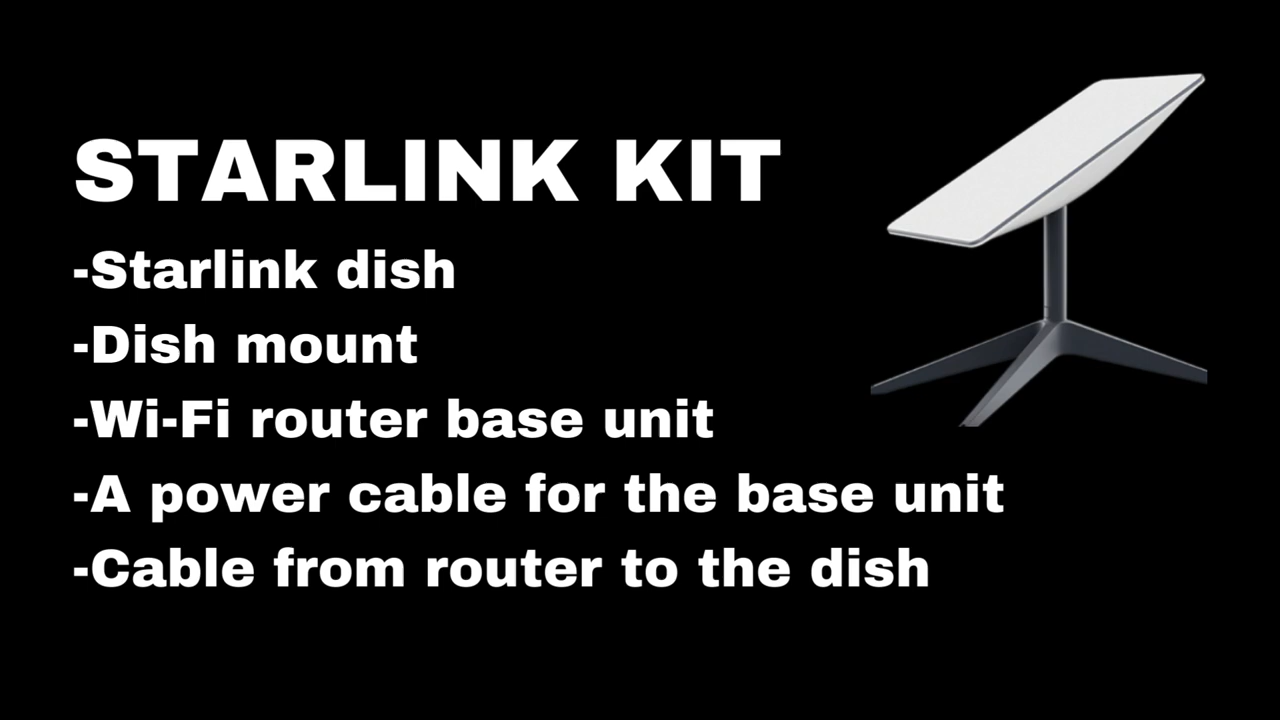 STARLINK KIT
-Starlink dish
-Dish mount
-Wi-Fi router base unit
-A power cable for the base unit
-Cable from router to the dish